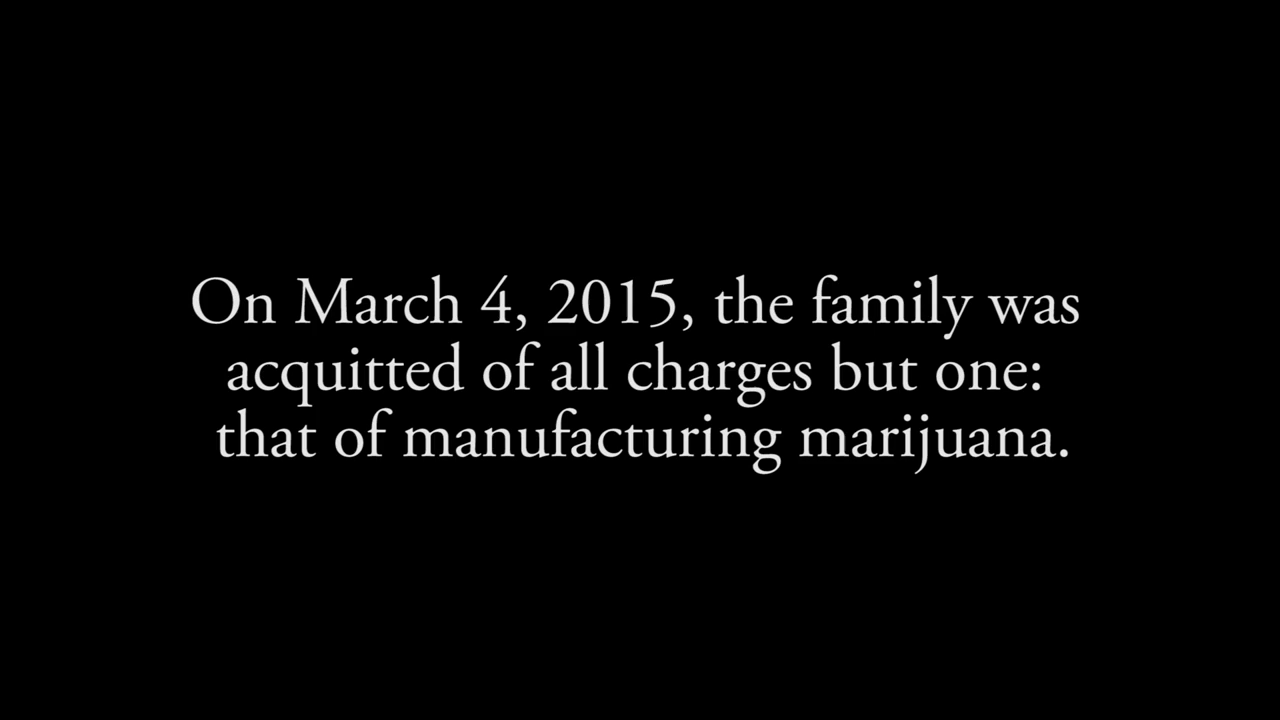 On March 4, 2015, the family was
acquitted of all charges but one:
that of manufacturing marijuana.